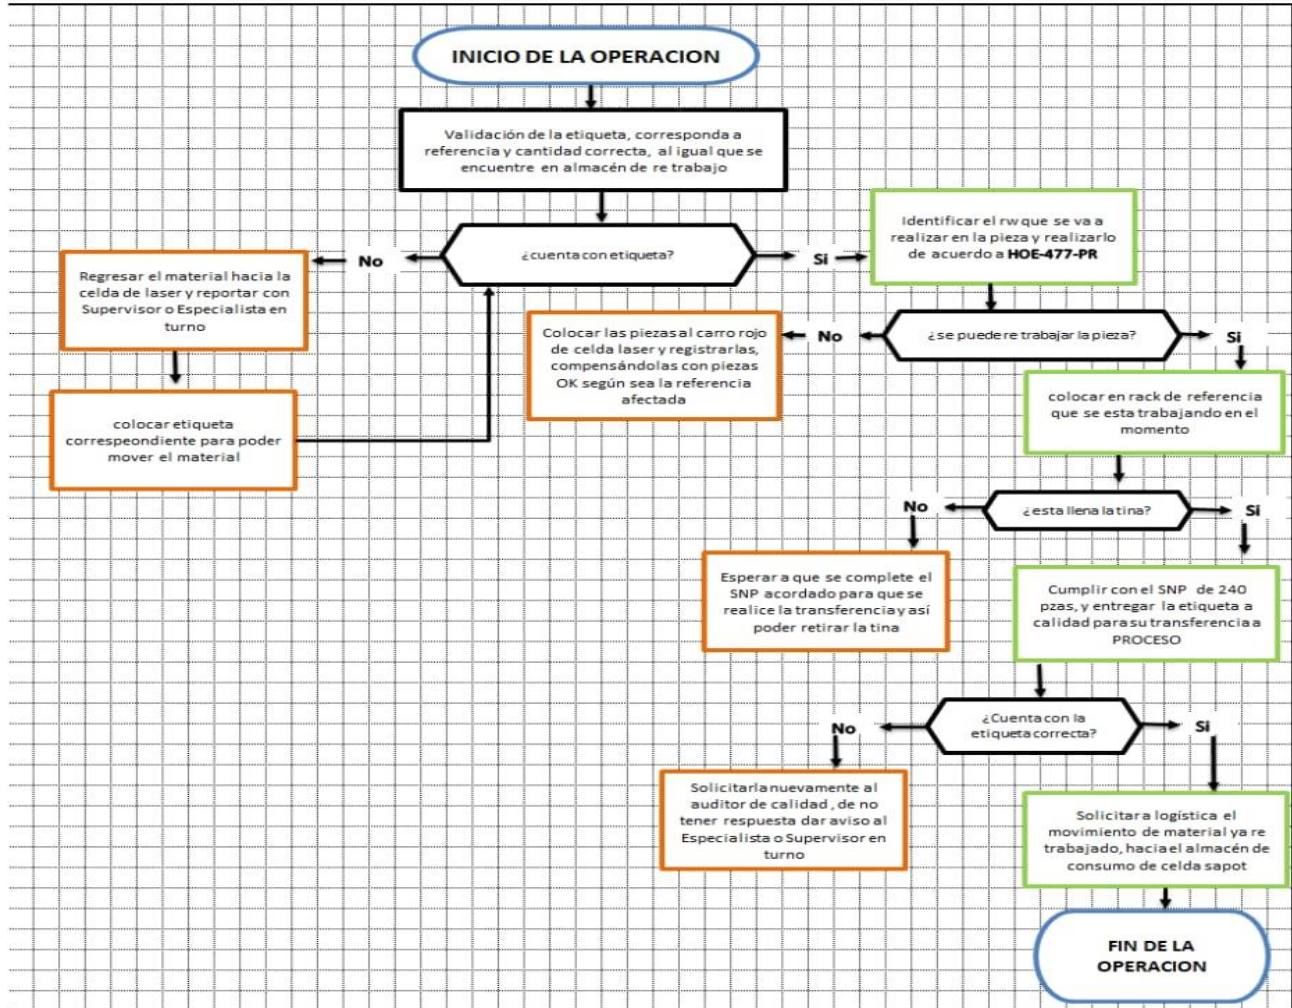 INICIO DE LA OPERACION
Validación de la etiqueta, corresponda a
referencia y cantidad correcta, al igual que se
encuentre en almacén de re trabajo
¿cuenta con etiqueta?
No
Si
Identificar el rw que se va a
realizar en la pieza y realizarlo
de acuerdo a HOE-477-PR
Regresar el material hacia la
celda de laser y reportar con
Supervisor o Especialista en
turno
colocar etiqueta
correspeondiente para poder
mover el material
¿se puede re trabajar la pieza?
No
Si
Colocar las piezas al carro rojo
de celda laser y registrarlas,
compensándolas con piezas
OK según sea la referencia
afectada
colocar en rack de referencia
que se esta trabajando en el
momento
¿esta llena la tina?
No
Si
Esperar a que se complete el
SNP acordado para que se
realice la transferencia y así
poder retirar la tina
Cumplir con el SNP de 240
pzas, y entregar la etiqueta a
calidad para su transferencia a
PROCESO
¿Cuenta con la
etiqueta correcta?
No
Si
Solicitarla nuevamente al
auditor de calidad, de no
tener respuesta dar aviso al
Especialista o Supervisor en
turno
Solicitar a logística el
movimiento de material ya re
trabajado, hacia el almacén de
consumo de celda sapot
FIN DE LA
OPERACION